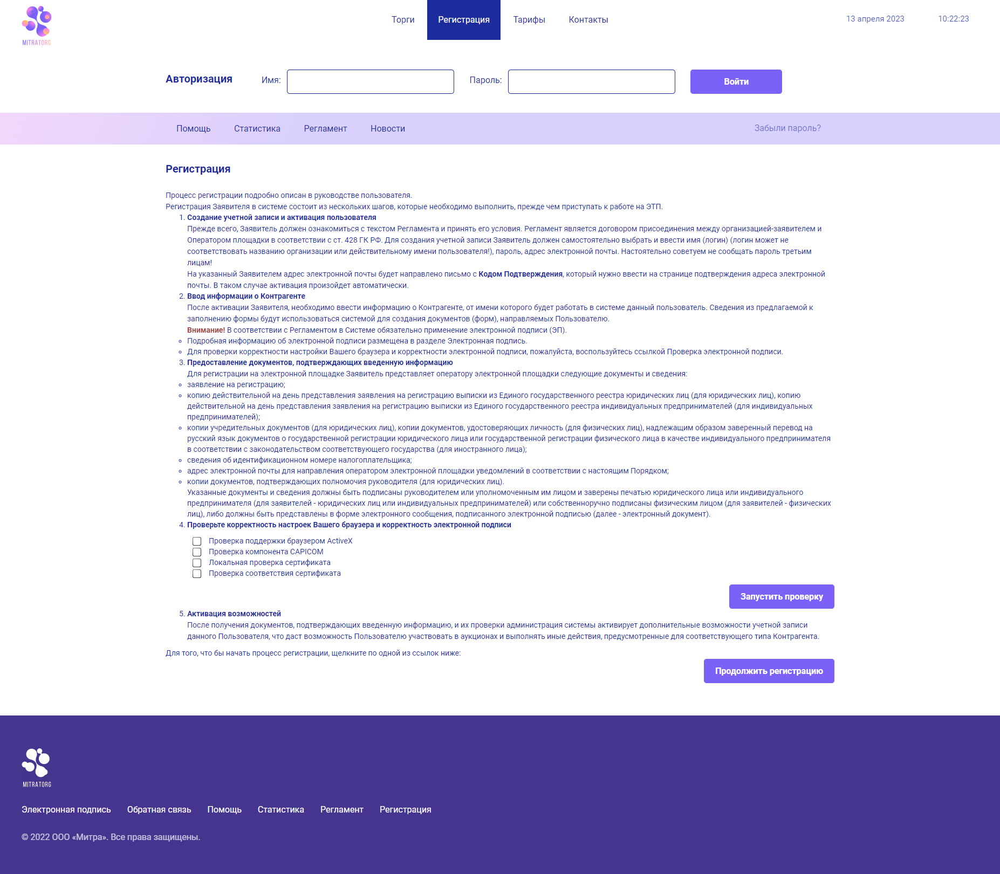 MITRATORG
Торги
Регистрация
Тарифы
Контакты
13 апреля 2023
10:22:23
Авторизация
Имя:
Пароль:
Войти
Помощь
Статистика
Регламент
Новости
Забыли пароль?
Регистрация
Процесс регистрации подробно описан в руководстве пользователя.
Регистрация Заявителя в системе состоит из нескольких шагов, которые необходимо выполнить, прежде чем приступать к работе на ЭТП.
1. Создание учетной записи и активация пользователя
Прежде всего, Заявитель должен ознакомиться с текстом Регламента и принять его условия. Регламент является договором присоединения между организацией-заявителем и
Оператором площадки в соответствии с ст. 428 ГК РФ. Для создания учетной записи Заявитель должен самостоятельно выбрать и ввести имя (логин) (логин может не
соответствовать названию организации или действительному имени пользователя!), пароль, адрес электронной почты. Настоятельно советуем не сообщать пароль третьим
лицам!
На указанный Заявителем адрес электронной почты будет направлено письмо с Кодом Подтверждения, который нужно ввести на странице подтверждения адреса электронной
почты. В таком случае активация произойдет автоматически.
2. Ввод информации о Контрагенте
После активации Заявителя, необходимо ввести информацию о Контрагенте, от имени которого будет работать в системе данный пользователь. Сведения из предлагаемой к
заполнению формы будут использоваться системой для создания документов (форм), направляемых Пользователю.
Внимание! В соответствии с Регламентом в Системе обязательно применение электронной подписи (ЭП).
Подробная информацию об электронной подписи размещена в разделе Электронная подпись.
Для проверки корректности настройки Вашего браузера и корректности электронной подписи, пожалуйста, воспользуйтесь ссылкой Проверка электронной подписи.
3. Предоставление документов, подтверждающих введенную информацию
Для регистрации на электронной площадке Заявитель представляет оператору электронной площадки следующие документы и сведения:
заявление на регистрацию;
копию действительной на день представления заявления на регистрацию выписки из Единого государственного реестра юридических лиц (для юридических лиц), копию
действительной на день представления заявления на регистрацию выписки из Единого государственного реестра индивидуальных предпринимателей (для индивидуальных
предпринимателей);
копии учредительных документов (для юридических лиц), копии документов, удостоверяющих личность (для физических лиц), надлежащим образом заверенный перевод на
русский язык документов о государственной регистрации юридического лица или государственной регистрации физического лица в качестве индивидуального предпринимателя
в соответствии с законодательством соответствующего государства (для иностранного лица);
сведения об идентификационном номере налогоплательщика;
адрес электронной почты для направления оператором электронной площадки уведомлений в соответствии с настоящим Порядком;
копии документов, подтверждающих полномочия руководителя (для юридических лиц).
Указанные документы и сведения должны быть подписаны руководителем или уполномоченным им лицом и заверены печатью юридического лица или индивидуального
предпринимателя (для заявителей - юридических лиц или индивидуальных предпринимателей) или собственноручно подписаны физическим лицом (для заявителей - физических
лиц), либо должны быть представлены в форме электронного сообщения, подписанного электронной подписью (далее - электронный документ).
4. Проверьте корректность настроек Вашего браузера и корректность электронной подписи
Проверка поддержки браузером ActiveX
Проверка компонента CAPICOM
Локальная проверка сертификата
Проверка соответствия сертификата
Запустить проверку
5. Активация возможностей
После получения документов, подтверждающих введенную информацию, и их проверки администрация системы активирует дополнительные возможности учетной записи
данного Пользователя, что даст возможность Пользователю участвовать в аукционах и выполнять иные действия, предусмотренные для соответствующего типа Контрагента.
Для того, что бы начать процесс регистрации, щелкните по одной из ссылок ниже:
Продолжить регистрацию
MITRATORG
Электронная подпись
Обратная связь
Помощь
Статистика
Регламент
Регистрация
© 2022 ООО «Митра». Все права защищены.